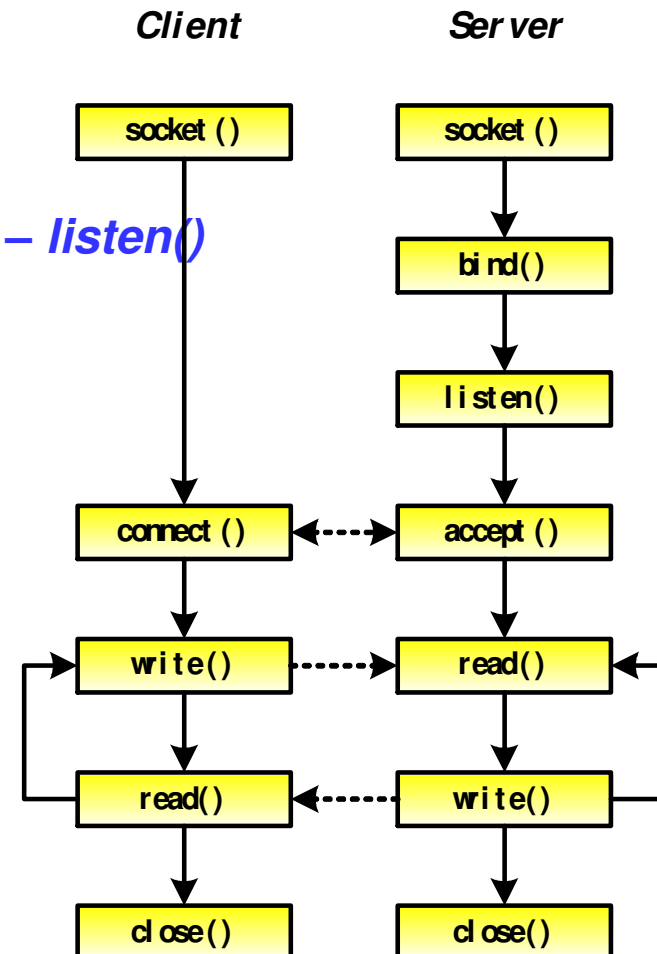 Client Server
socket () socket ()
– listen()
bind()
listen()
connect () accept ()
write() read()
read() write()
close() close()